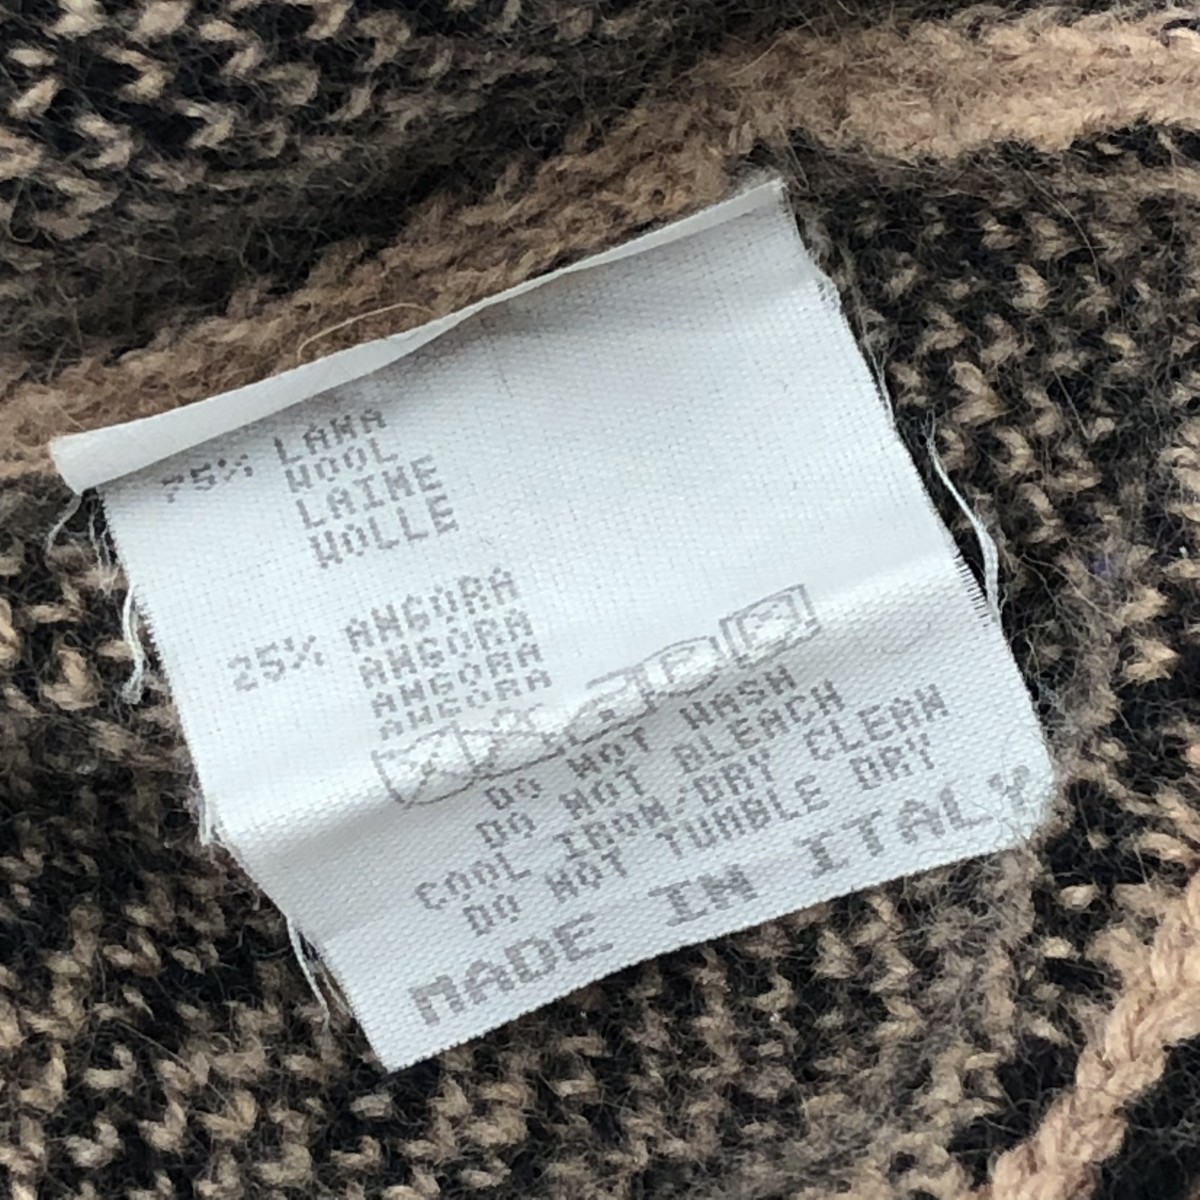 75% LANA
WOOL
LAINE
WOLLE
25% ANGORA
ANGORA
ANGORA
ANGORA
DO NOT WASH
DO NOT BLEACH
COOL IRON/DRY CLEAN
DO NOT TUMBLE DRY
MADE IN ITALY